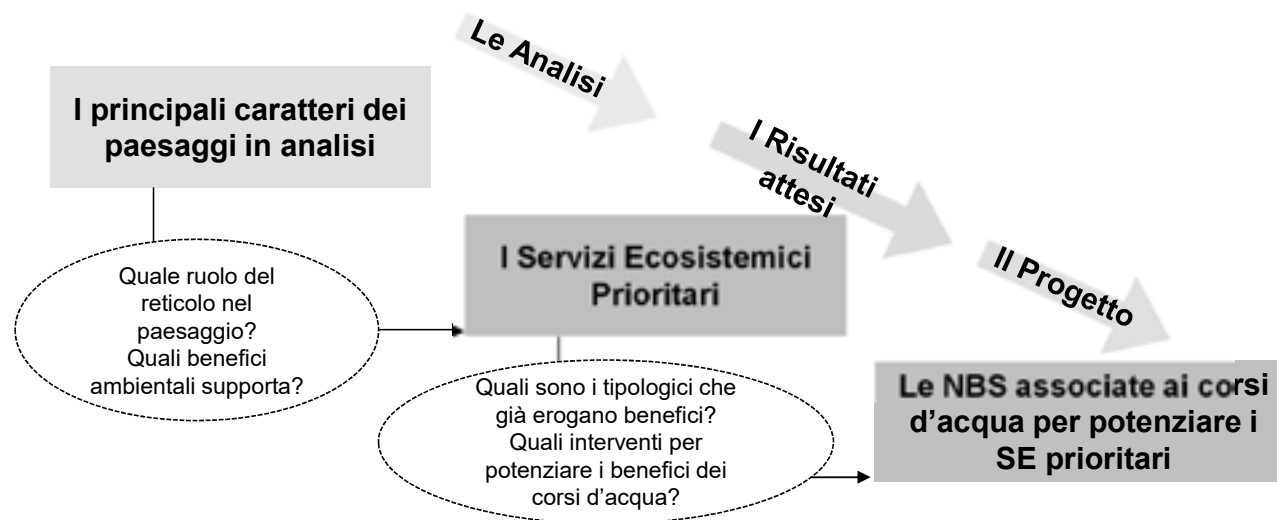 Le Analisi
I principali caratteri dei
paesaggi in analisi
I Risultati
attesi
Quale ruolo del
reticolo nel
paesaggio?
Quali benefici
ambientali supporta?
I Servizi Ecosistemici
Prioritari
Il Progetto
Quali sono i tipologici che
già erogano benefici?
Quali interventi per
potenziare i benefici dei
corsi d’acqua?
Le NBS associate ai corsi
d’acqua per potenziare i
SE prioritari